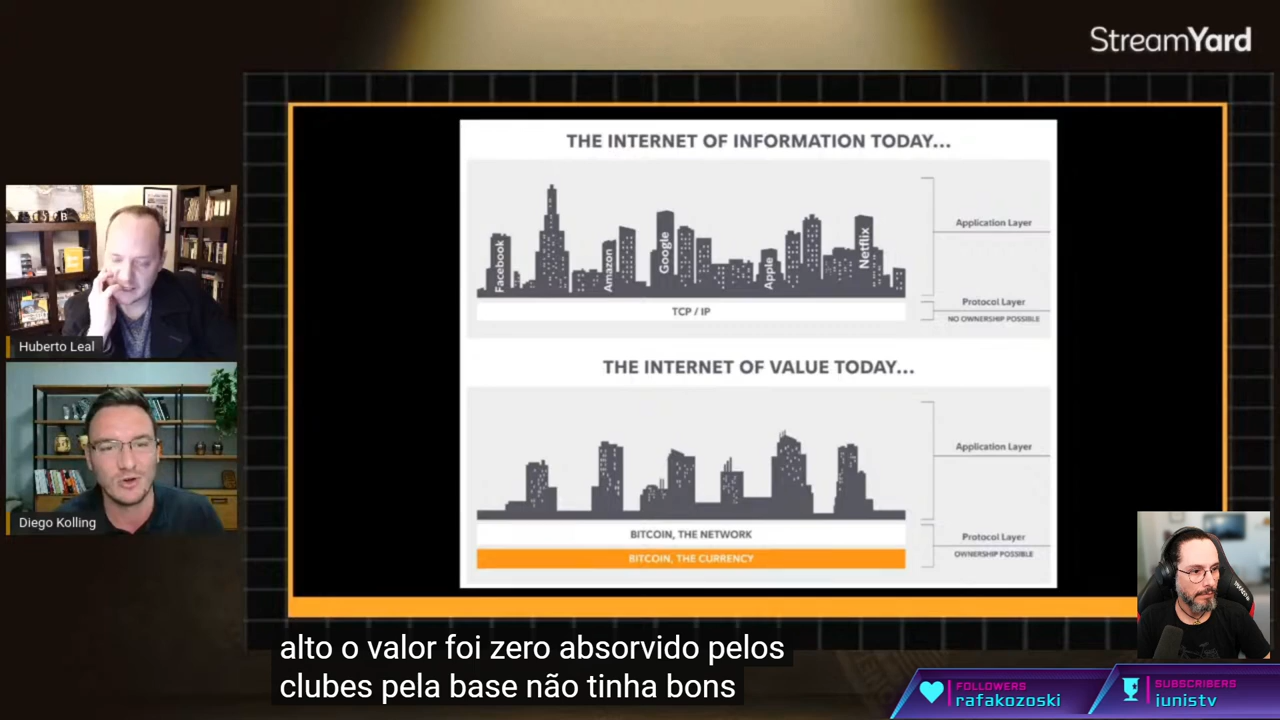 StreamYard
THE INTERNET OF INFORMATION TODAY...
Facebook
Amazon
Google
Apple
Netflix
Application Layer
Protocol Layer
NO OWNERSHIP POSSIBLE
TCP / IP
THE INTERNET OF VALUE TODAY...
Application Layer
BITCOIN, THE NETWORK
BITCOIN, THE CURRENCY
Protocol Layer
OWNERSHIP POSSIBLE
Huberto Leal
Diego Kolling
alto o valor foi zero absorvido pelos
clubes pela base não tinha bons
FOLLOWERS
rafakozoski
SUBSCRIBERS
junistv